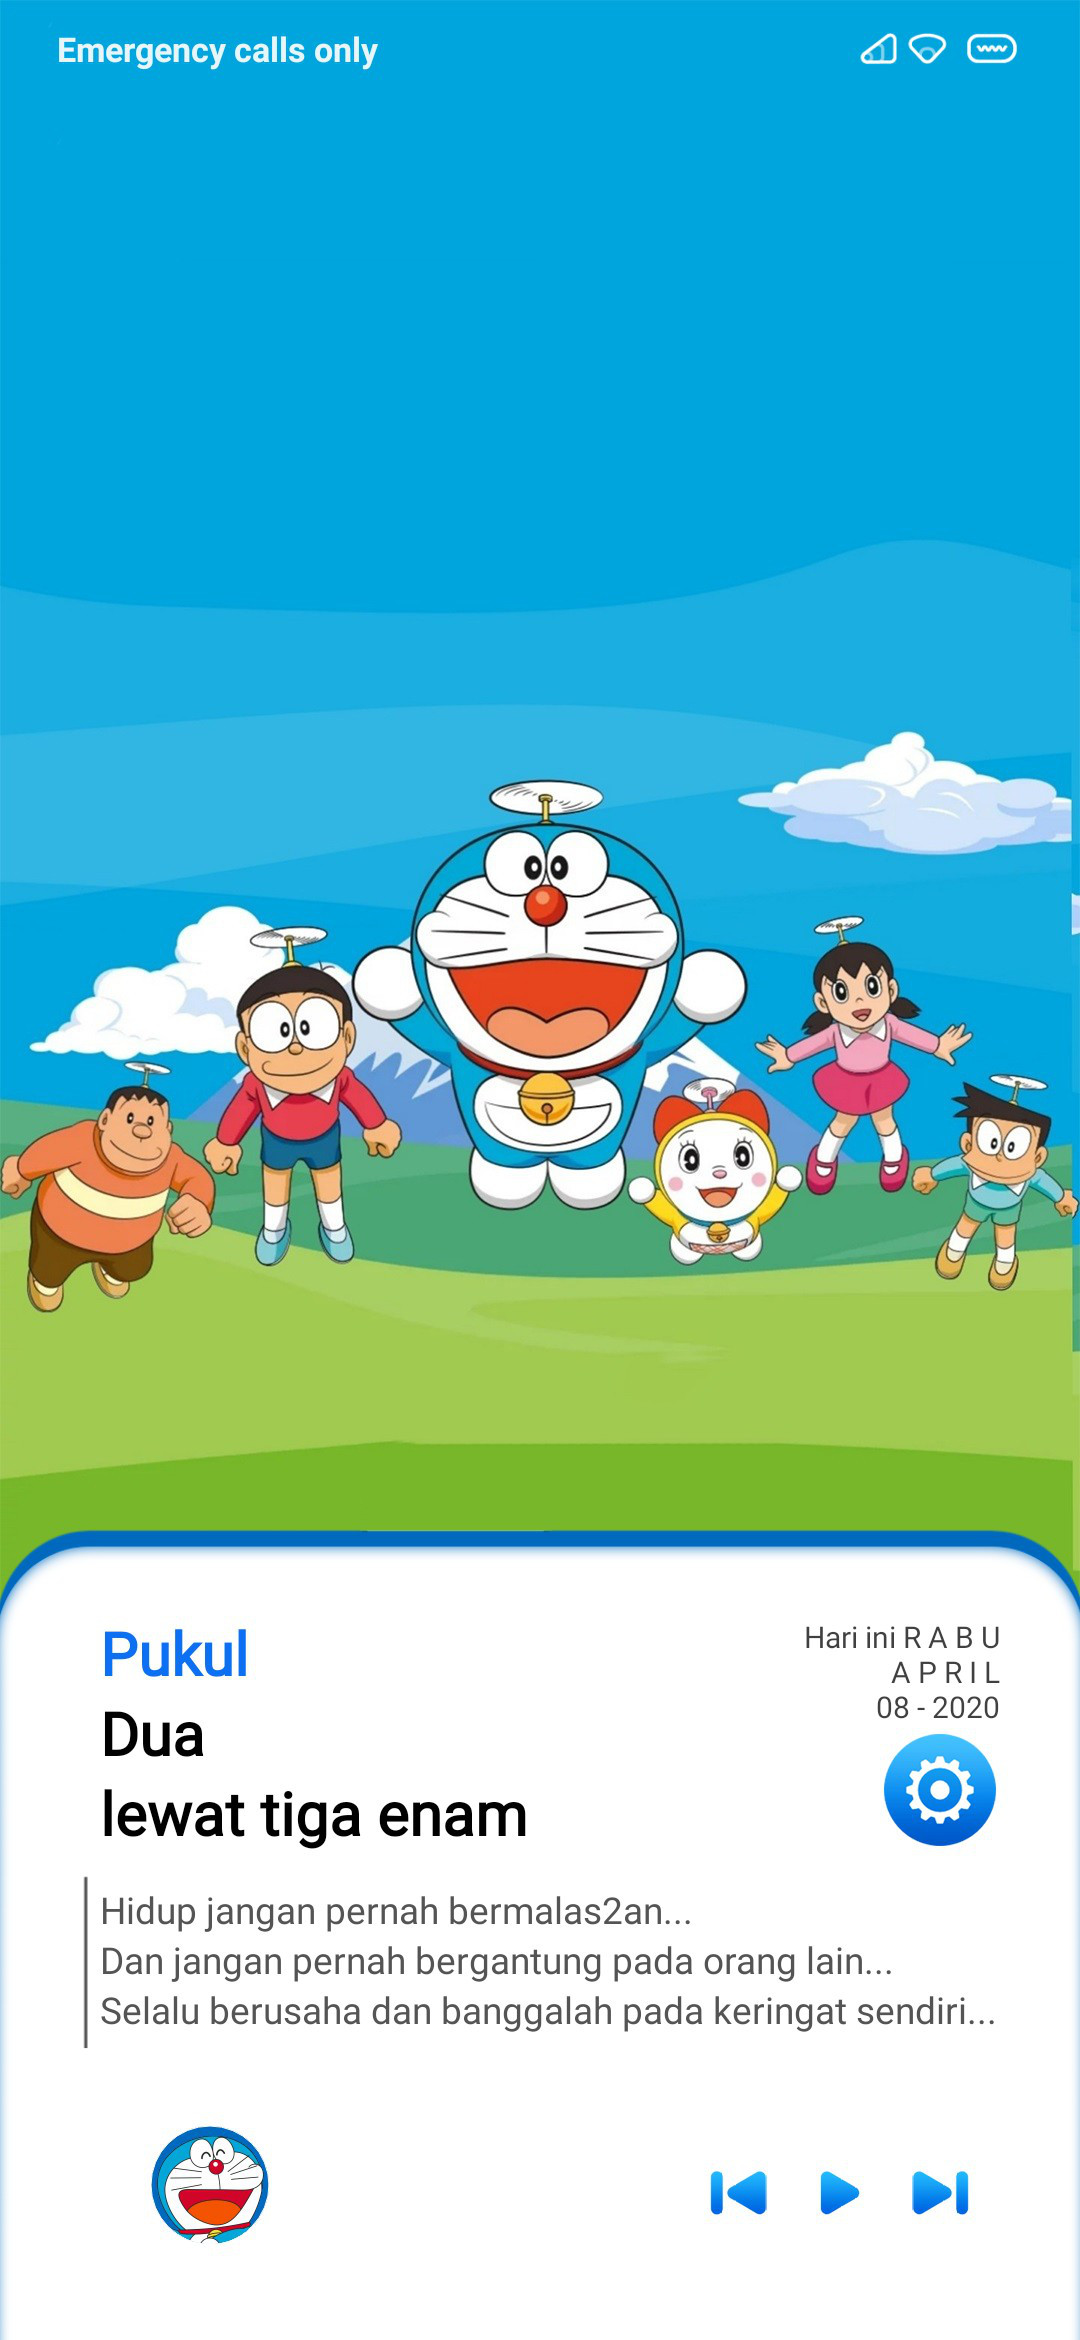 Emergency calls only
Pukul
Dua
lewat tiga enam
Hari ini R A B U
A P R I L
08 - 2020
Hidup jangan pernah bermalas2an...
Dan jangan pernah bergantung pada orang lain...
Selalu berusaha dan banggalah pada keringat sendiri...